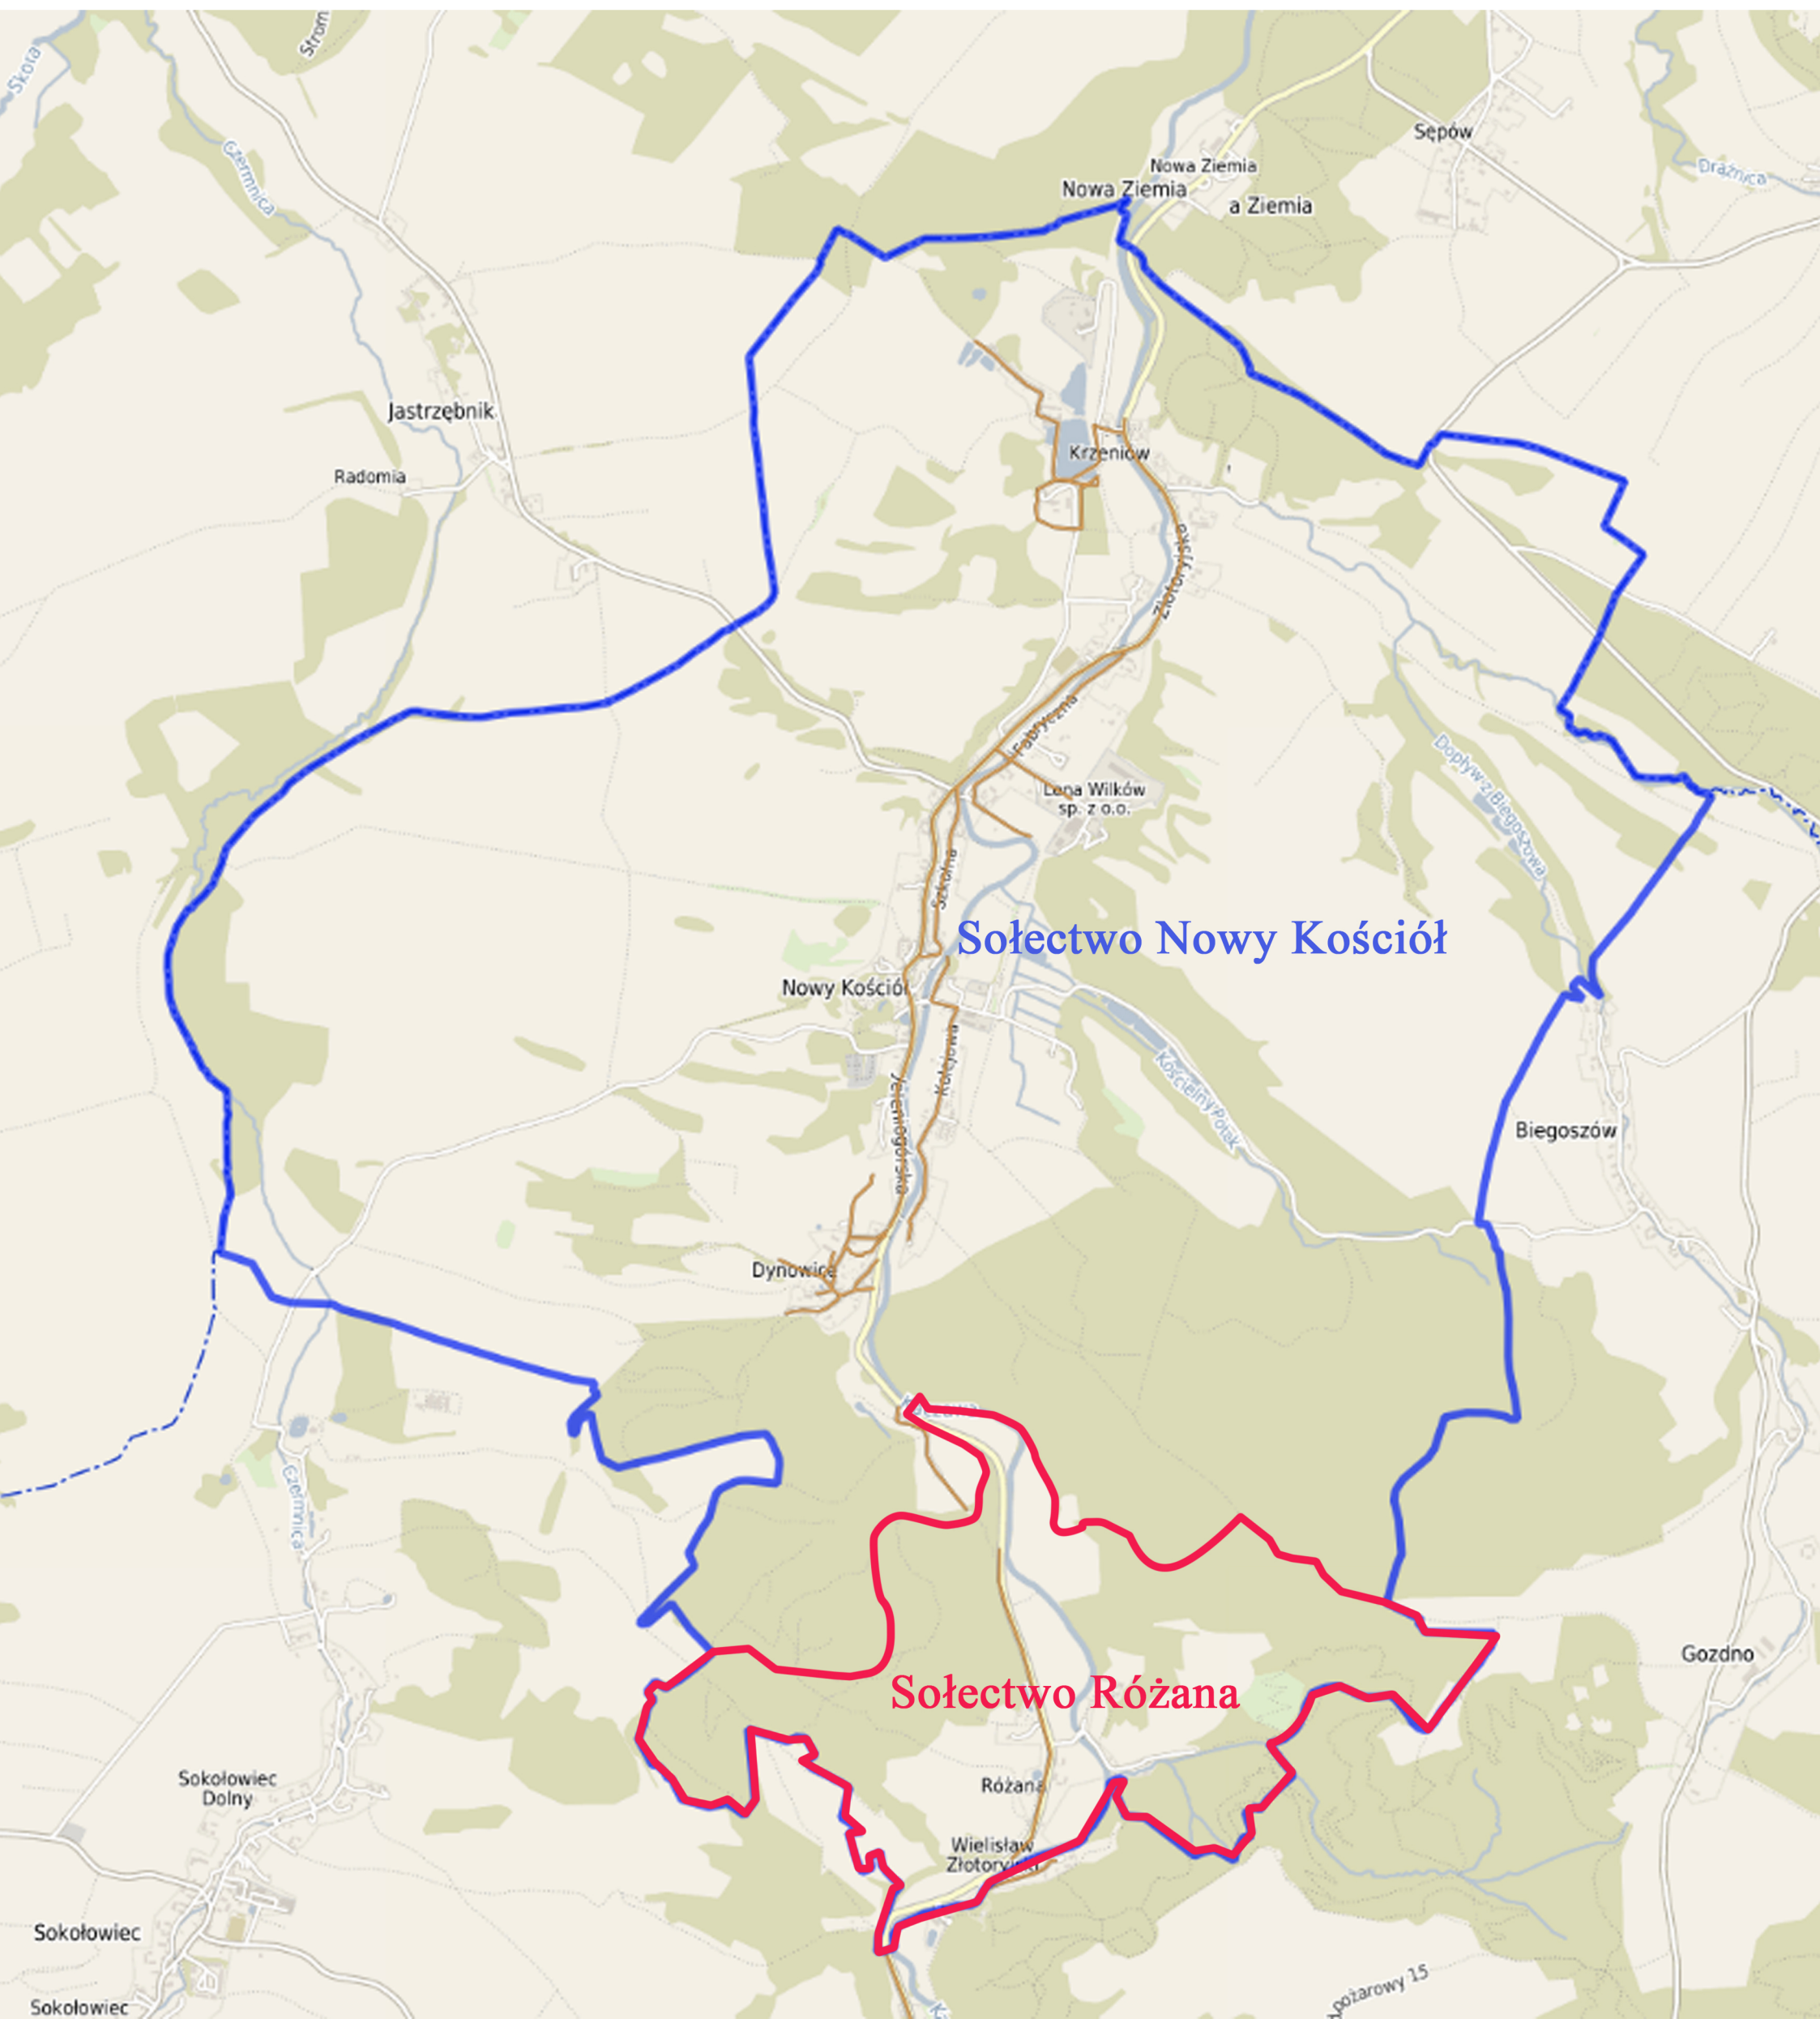 Skora
Strom
Czermnica
Sępów
Nowa Ziemia
Drążnica
Nowa Ziemia
a Ziemia
Jastrzębnik
Krzeniów
Radomia
Złotoryjska
Fabryczna
Dopływ z Biegoszowa
Lena Wilków
sp. z o.o.
Szkolna
Sołectwo Nowy Kościół
Nowy Kościół
Kolejowa
Kościelny Potok
Jeleniogórska
Biegoszów
Dynowice
Kaczawa
Czermnica
Gozdno
Sołectwo Różana
Sokołowiec
Dolny
Różana
Wielisław
Złotoryjski
Sokołowiec
pożarowy 15
Sokołowiec